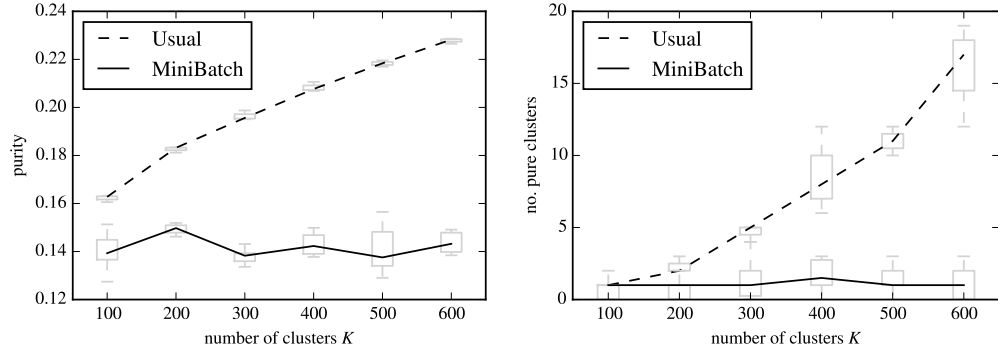 0.24
0.22
0.20
0.18
0.16
0.14
0.12
purity
Usual
MiniBatch
100 200 300 400 500 600
number of clusters K
20
15
10
5
0
no. pure clusters
Usual
MiniBatch
100 200 300 400 500 600
number of clusters K